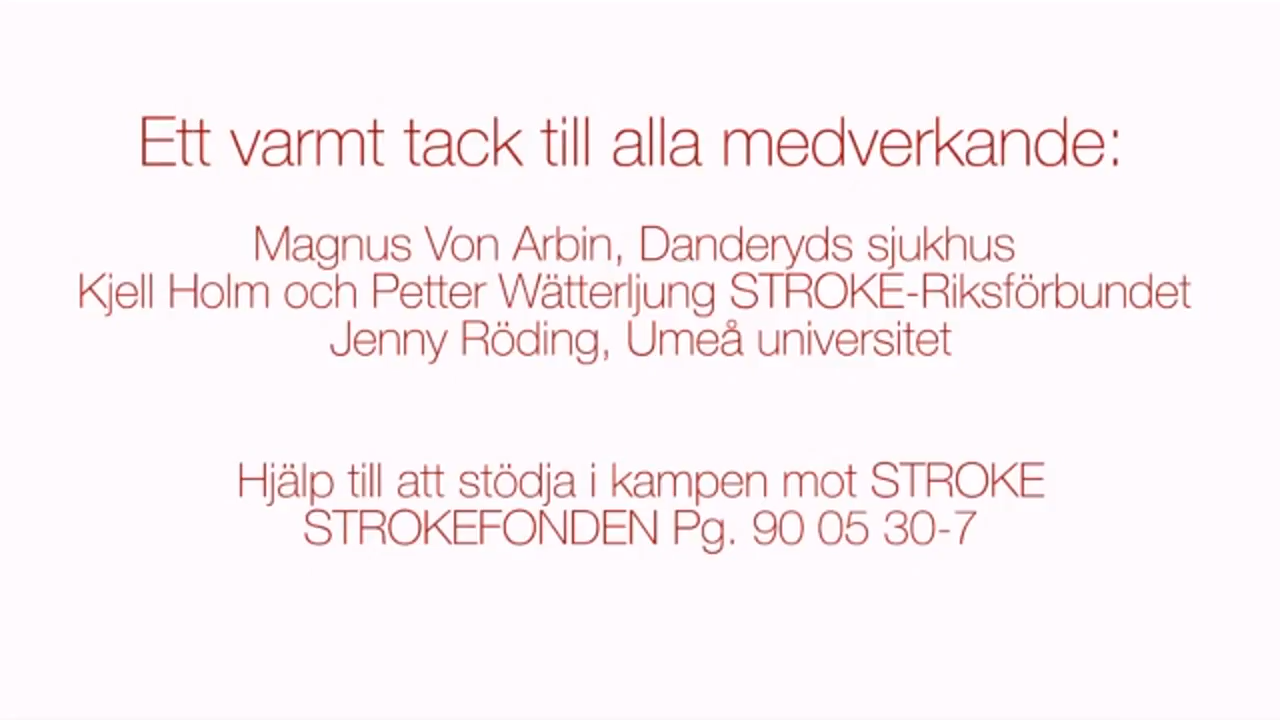 Ett varmt tack till alla medverkande:
Magnus Von Arbin, Danderyds sjukhus
Kjell Holm och Petter Wätterljung STROKE-Riksförbundet
Jenny Röding, Umeå universitet
Hjälp till att stödja i kampen mot STROKE
STROKEFONDEN Pg. 90 05 30-7